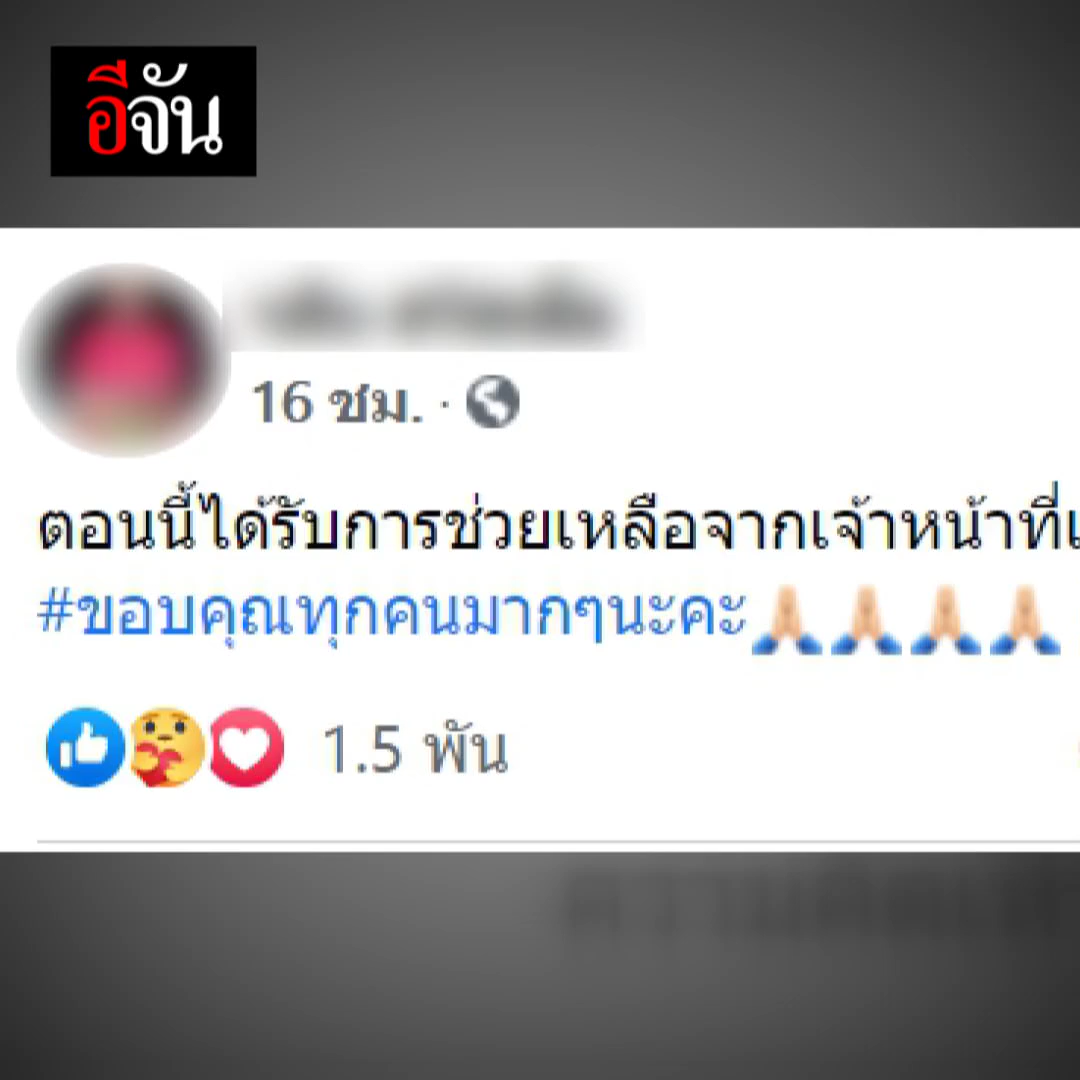 อีจัน
16 ชม. ·
ตอนนี้ได้รับการช่วยเหลือจากเจ้าหน้าที่
#ขอบคุณทุกคนมากๆนะคะ🙏🏻🙏🏻🙏🏻🙏🏻
1.5 พัน